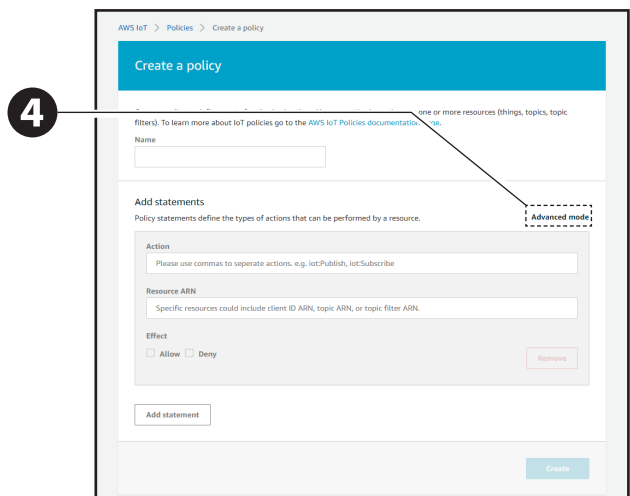 AWS IoT > Policies > Create a policy
Create a policy
4
one or more resources (things, topics, topic
filters). To learn more about IoT policies go to the AWS IoT Policies documentation
Name
Add statements
Policy statements define the types of actions that can be performed by a resource.
Advanced mode
Action
Please use commas to seperate actions. e.g. iot:Publish, iot:Subscribe
Resource ARN
Specific resources could include client ID ARN, topic ARN, or topic filter ARN.
Effect
Allow Deny
Remove
Add statement
Create